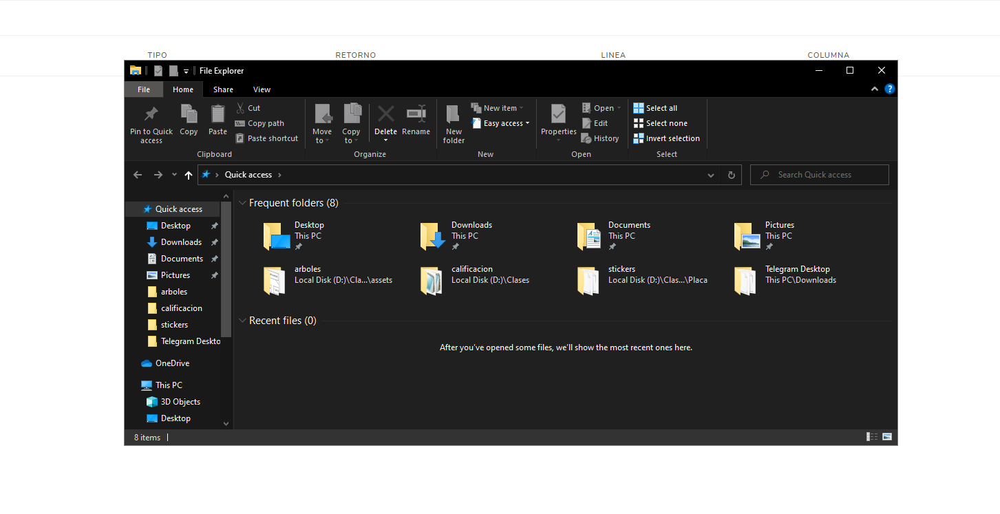 TIPO RETORNO LINEA COLUMNA
File Explorer
File Home Share View
Pin to Quick access
Copy
Paste
Cut
Copy path
Paste shortcut
Clipboard
Move to
Copy to
Delete
Rename
Organize
New folder
New item
Easy access
New
Properties
Open
Edit
History
Open
Select all
Select none
Invert selection
Select
Quick access
Search Quick access
Quick access
Desktop
Downloads
Documents
Pictures
arboles
calificacion
stickers
Telegram Deskto
OneDrive
This PC
3D Objects
Desktop
Frequent folders (8)
Desktop
This PC
Downloads
This PC
Documents
This PC
Pictures
This PC
arboles
Local Disk (D:)\Cla...\assets
calificacion
Local Disk (D:)\Clases
stickers
Local Disk (D:)\Clas...\Placa
Telegram Desktop
This PC\Downloads
Recent files (0)
After you've opened some files, we'll show the most recent ones here.
8 items